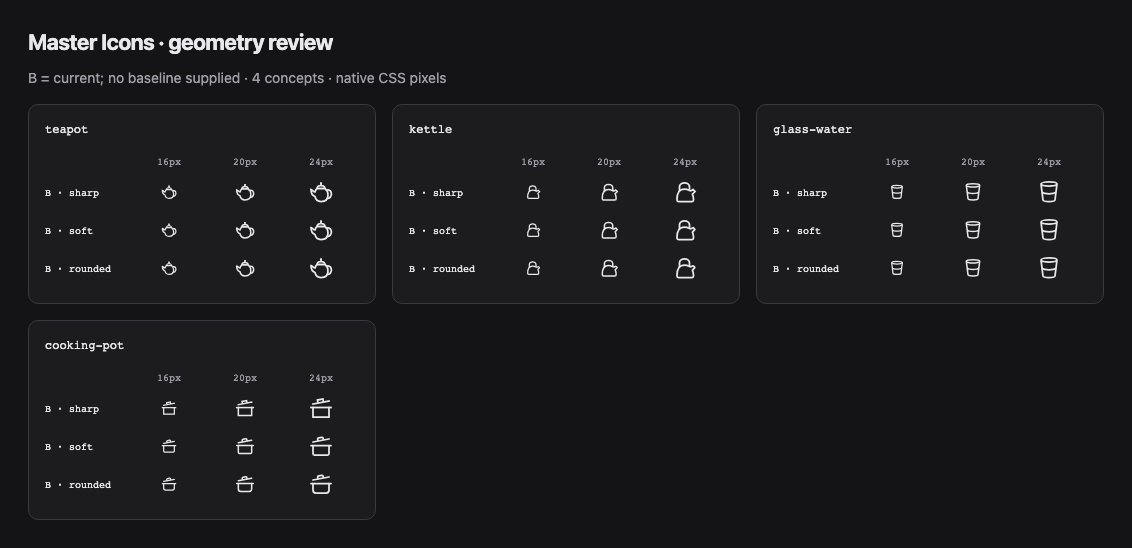 Master Icons · geometry review
B = current; no baseline supplied · 4 concepts · native CSS pixels
teapot
16px 20px 24px
B · sharp
B · soft
B · rounded
kettle
16px 20px 24px
B · sharp
B · soft
B · rounded
glass-water
16px 20px 24px
B · sharp
B · soft
B · rounded
cooking-pot
16px 20px 24px
B · sharp
B · soft
B · rounded